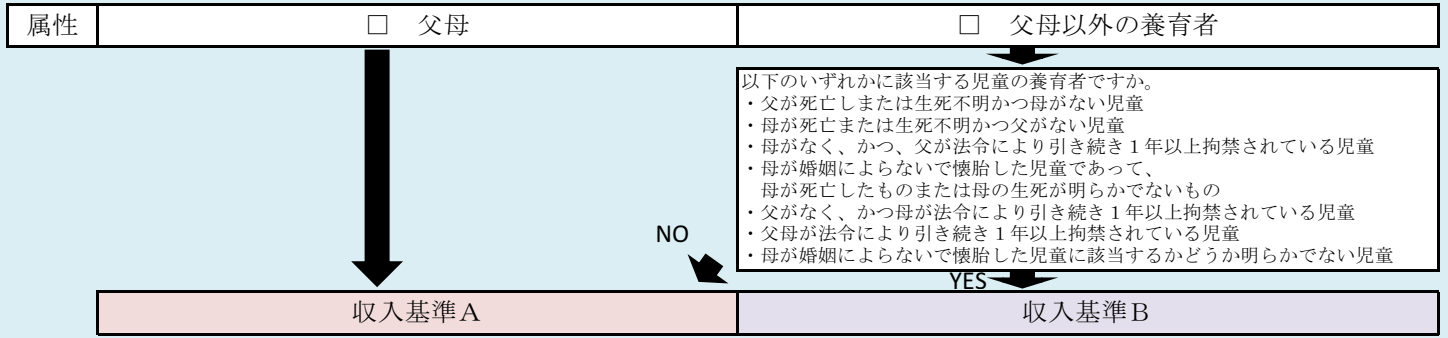 属性
□　父母
□　父母以外の養育者
以下のいずれかに該当する児童の養育者ですか。
・父が死亡しまたは生死不明かつ母がない児童
・母が死亡または生死不明かつ父がない児童
・母がなく、かつ、父が法令により引き続き１年以上拘禁されている児童
・母が婚姻によらないで懐胎した児童であって、
母が死亡したものまたは母の生死が明らかでないもの
・父がなく、かつ母が法令により引き続き１年以上拘禁されている児童
・父母が法令により引き続き１年以上拘禁されている児童
・母が婚姻によらないで懐胎した児童に該当するかどうか明らかでない児童
NO
YES
収入基準Ａ
収入基準Ｂ